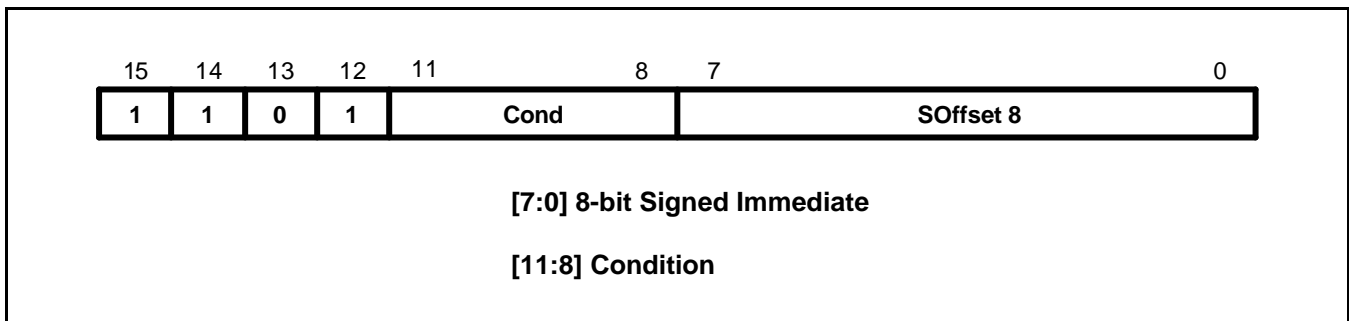 15 14 13 12 11 8 7 0
1 1 0 1 Cond SOffset 8
[7:0] 8-bit Signed Immediate
[11:8] Condition